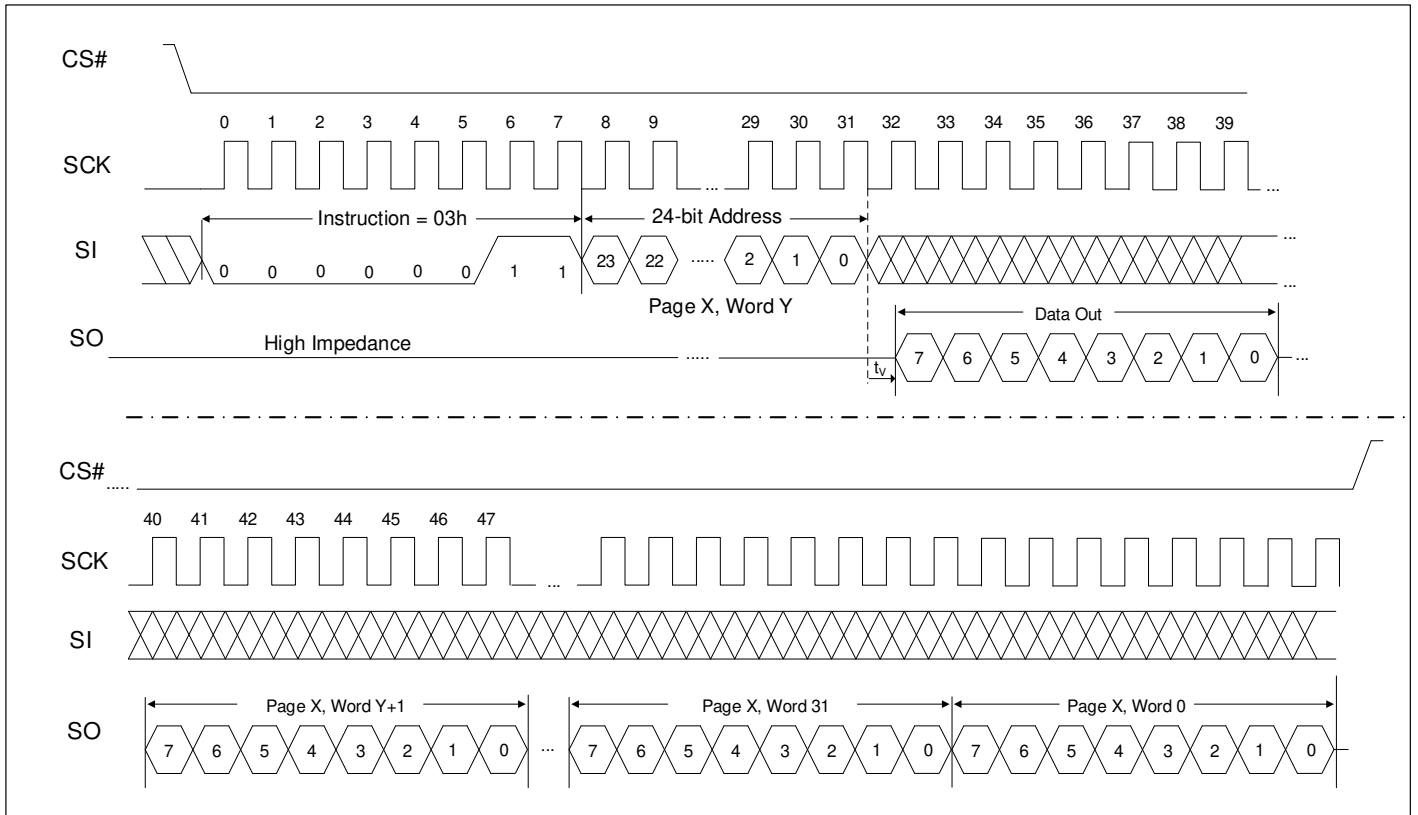 CS#
0 1 2 3 4 5 6 7 8 9 29 30 31 32 33 34 35 36 37 38 39
SCK ... ...
Instruction = 03h 24-bit Address
SI 0 0 0 0 0 0 1 1 23 22 ..... 2 1 0 ... ...
Page X, Word Y
Data Out
SO High Impedance ..... 7 6 5 4 3 2 1 0 ...
tV
CS# .....
40 41 42 43 44 45 46 47
SCK ...
SI
Page X, Word Y+1 Page X, Word 31 Page X, Word 0
SO 7 6 5 4 3 2 1 0 ... 7 6 5 4 3 2 1 0 7 6 5 4 3 2 1 0